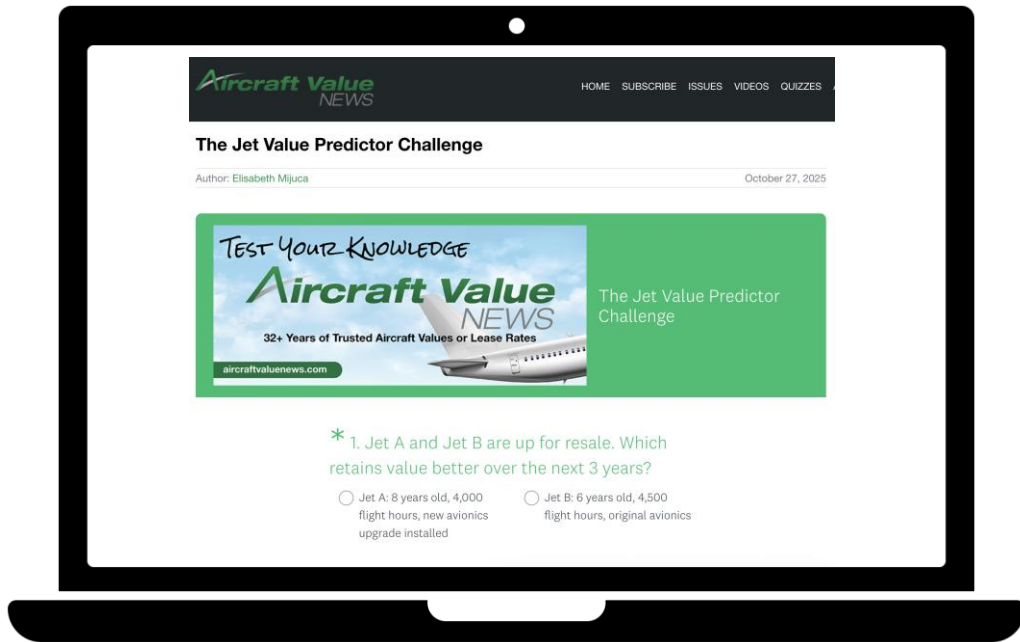 Aircraft Value
NEWS
HOME SUBSCRIBE ISSUES VIDEOS QUIZZES
The Jet Value Predictor Challenge
Author: Elisabeth Mijuca
October 27, 2025
TEST YOUR KNOWLEDGE
Aircraft Value
NEWS
32+ Years of Trusted Aircraft Values or Lease Rates
aircraftvaluenews.com
The Jet Value Predictor
Challenge
* 1. Jet A and Jet B are up for resale. Which
retains value better over the next 3 years?
Jet A: 8 years old, 4,000
flight hours, new avionics
upgrade installed
Jet B: 6 years old, 4,500
flight hours, original avionics